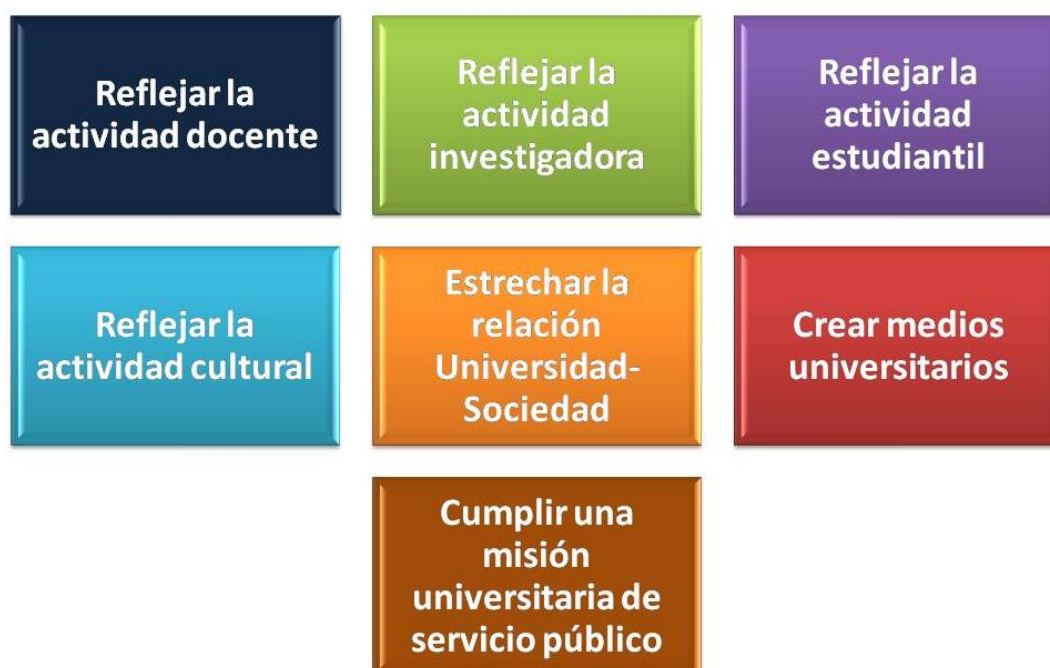 Reflejar la
actividad docente
Reflejar la
actividad
investigadora
Reflejar la
actividad
estudiantil
Reflejar la
actividad cultural
Estrechar la
relación
Universidad-
Sociedad
Crear medios
universitarios
Cumplir una
misión
universitaria de
servicio público